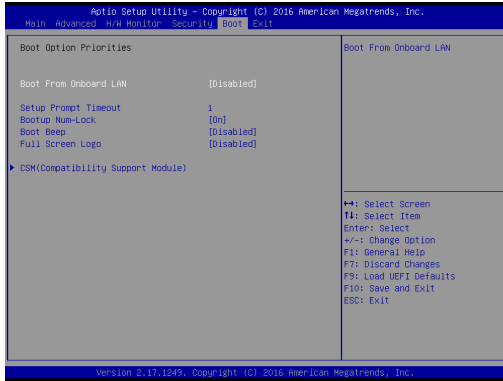 Aptio Setup Utility - Copyright (C) 2016 American Megatrends, Inc.
Main Advanced H/W Monitor Security Boot Exit
Boot Option Priorities
Boot From Onboard LAN [Disabled]
Setup Prompt Timeout 1
Bootup Num-Lock [On]
Boot Beep [Disabled]
Full Screen Logo [Disabled]
▶ CSM(Compatibility Support Module)
Boot From Onboard LAN
↔: Select Screen
↑↓: Select Item
Enter: Select
+/-: Change Option
F1: General Help
F7: Discard Changes
F9: Load UEFI Defaults
F10: Save and Exit
ESC: Exit
Version 2.17.1249. Copyright (C) 2016 American Megatrends, Inc.